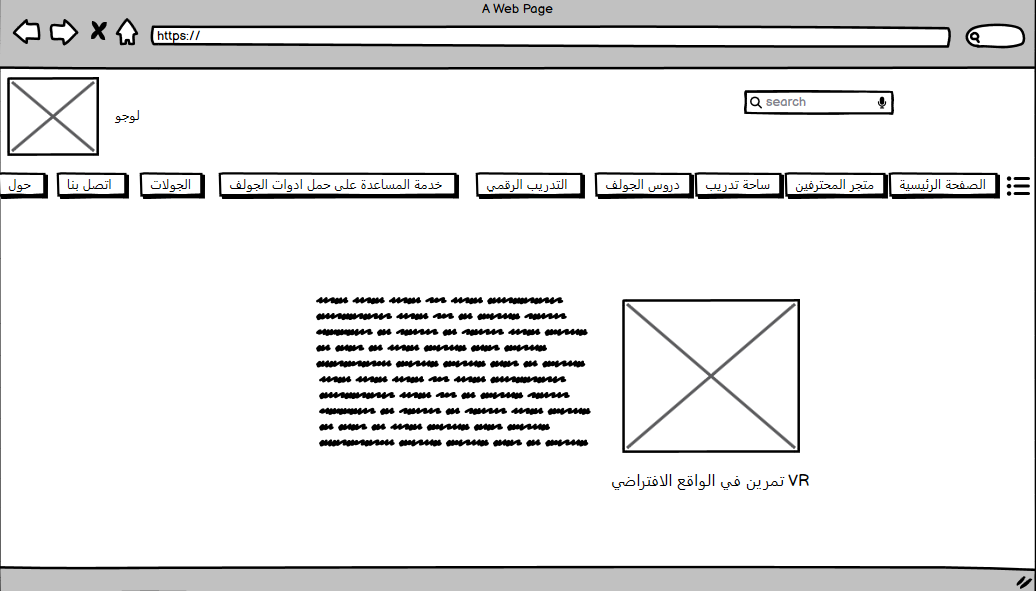 A Web Page
https://
search
لوجو
الصفحة الرئيسية
متجر المحترفين
ساحة تدريب
دروس الجولف
التدريب الرقمي
خدمة المساعدة على حمل ادوات الجولف
الجولات
اتصل بنا
حول
VR تمرين في الواقع الافتراضي